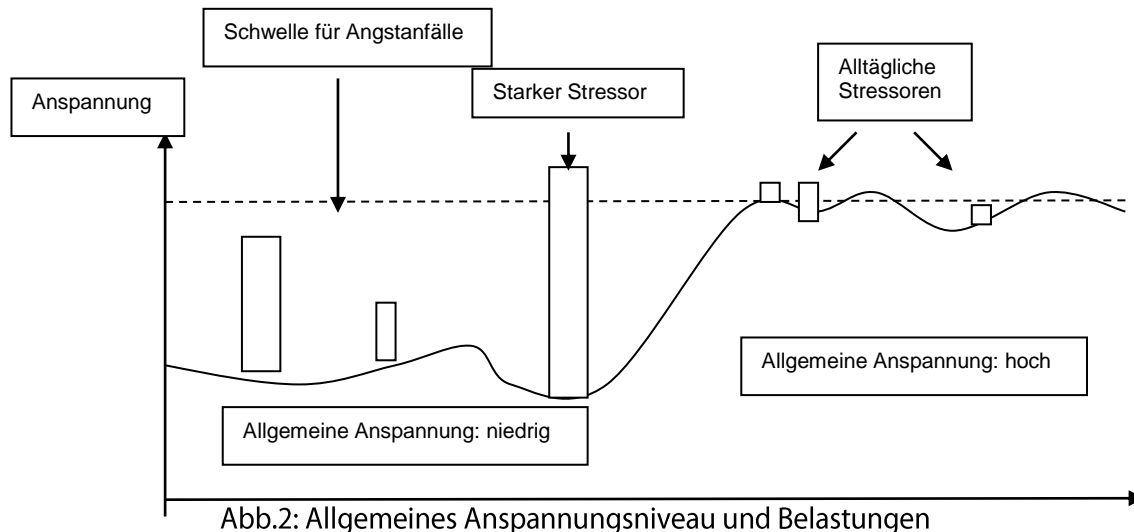 Schwelle für Angstanfälle
Starker Stressor
Alltägliche
Stressoren
Anspannung
Allgemeine Anspannung: hoch
Allgemeine Anspannung: niedrig
Abb.2: Allgemeines Anspannungsniveau und Belastungen